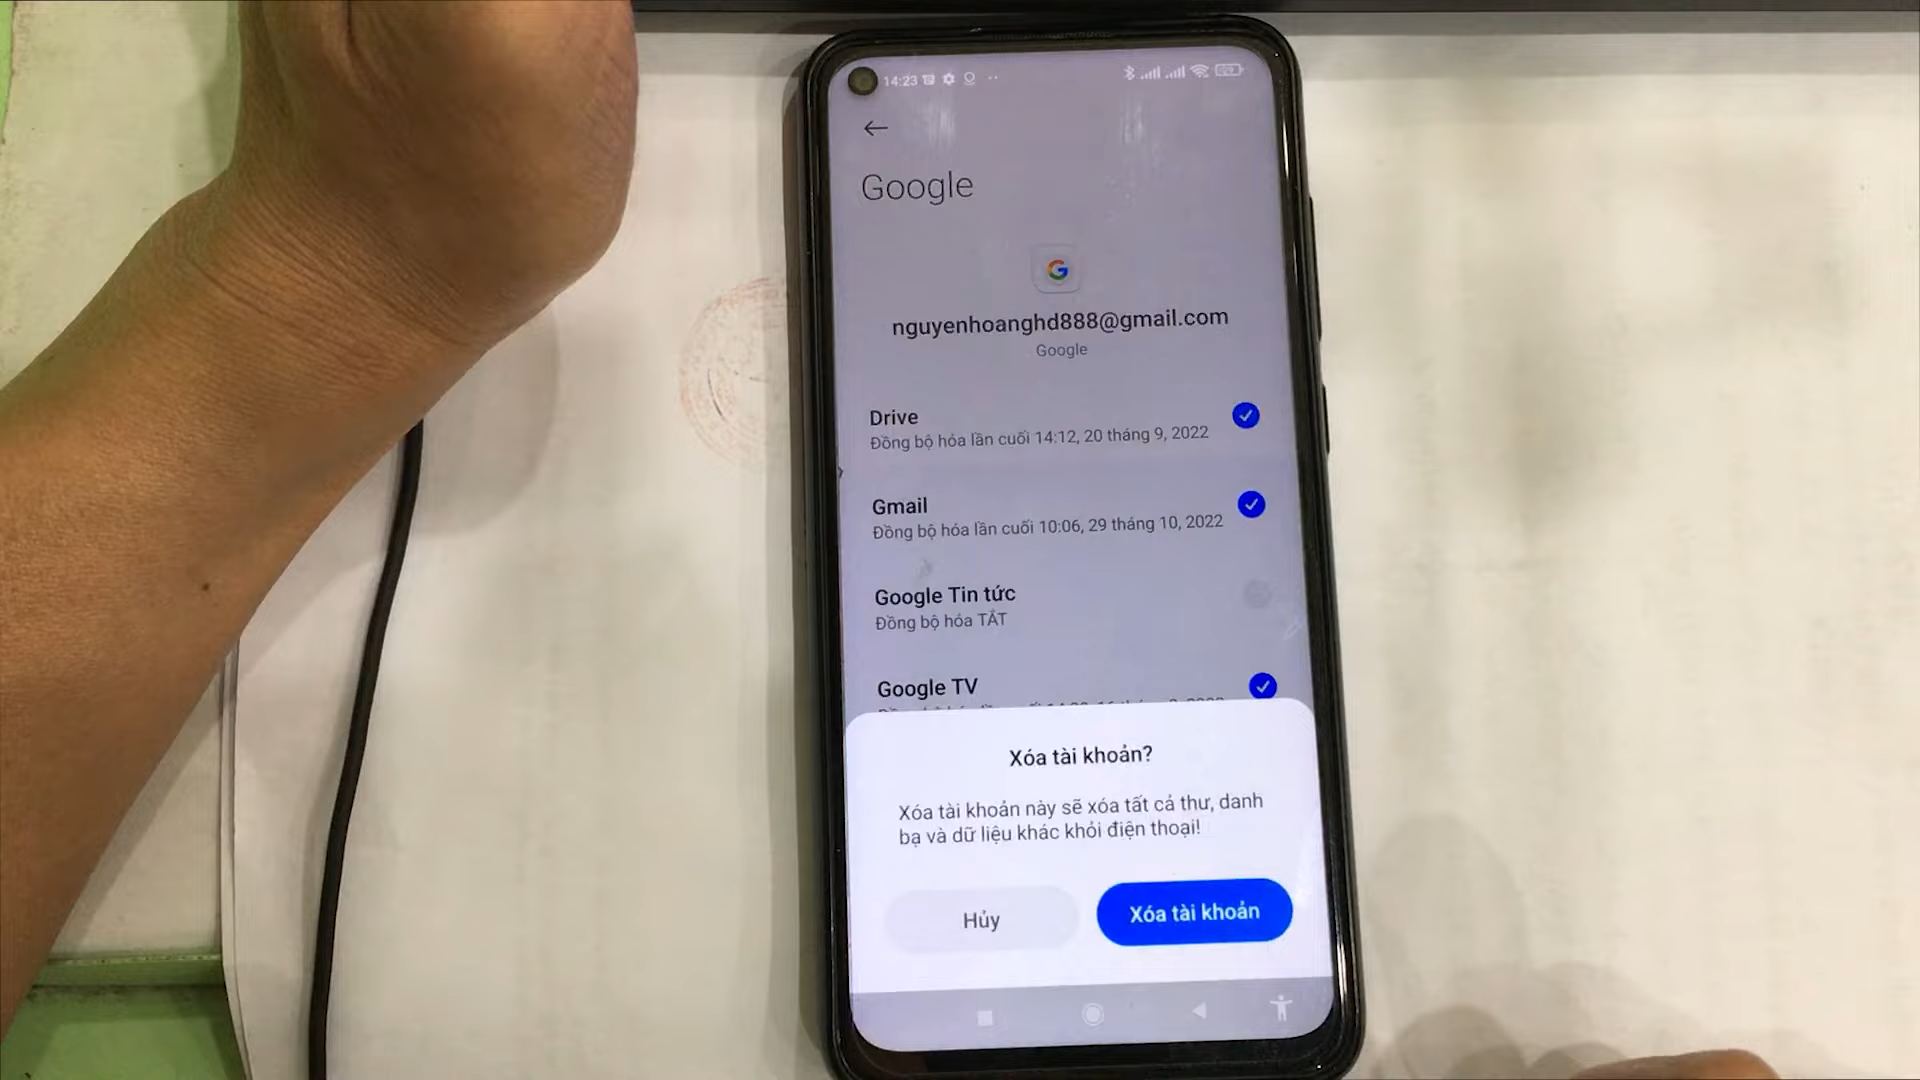 14:23
Google
G
nguyenhoanghd888@gmail.com
Google
Drive
Đồng bộ hóa lần cuối 14:12, 20 tháng 9, 2022
Gmail
Đồng bộ hóa lần cuối 10:06, 29 tháng 10, 2022
Google Tin tức
Đồng bộ hóa TẮT
Google TV
Xóa tài khoản?
Xóa tài khoản này sẽ xóa tất cả thư, danh
bạ và dữ liệu khác khỏi điện thoại!
Hủy
Xóa tài khoản